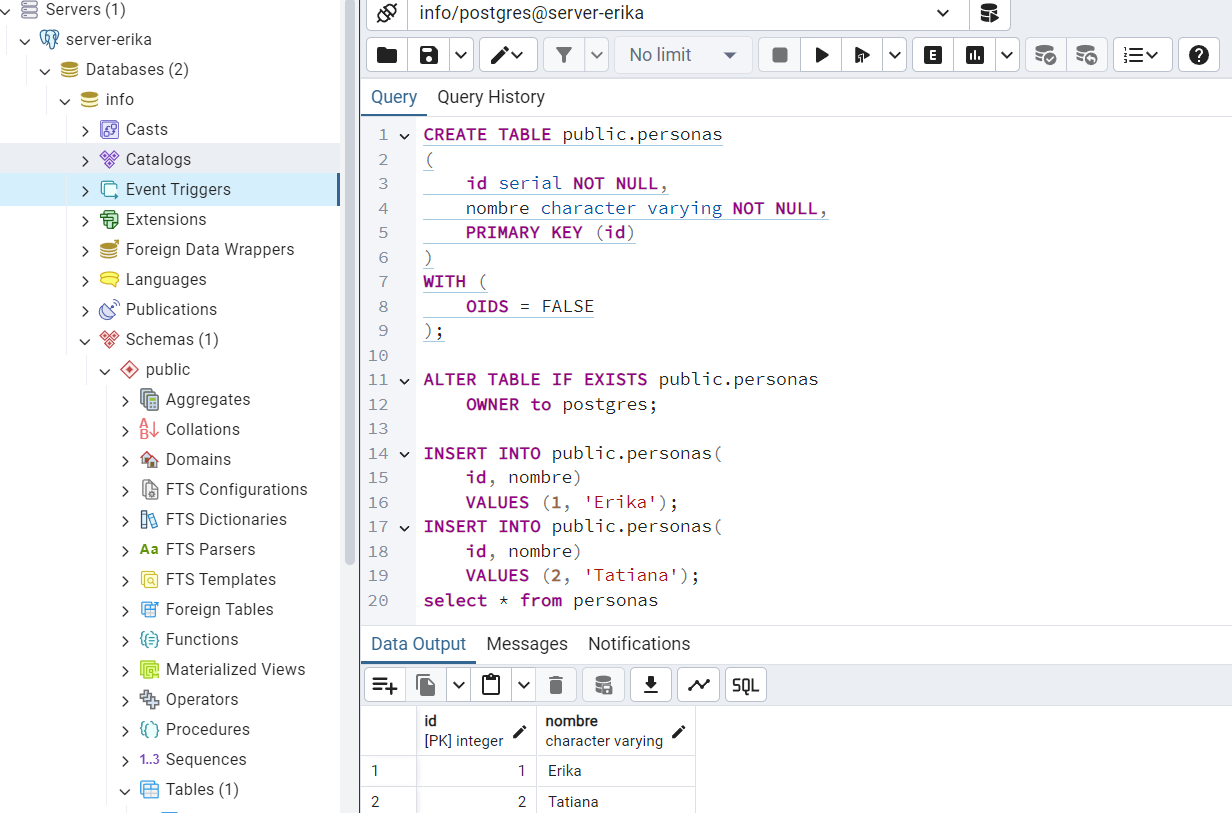 Servers (1)
server-erika
Databases (2)
info
Casts
Catalogs
Event Triggers
Extensions
Foreign Data Wrappers
Languages
Publications
Schemas (1)
public
Aggregates
Collations
Domains
FTS Configurations
FTS Dictionaries
Aa FTS Parsers
FTS Templates
Foreign Tables
Functions
Materialized Views
Operators
Procedures
1..3 Sequences
Tables (1)
info/postgres@server-erika
No limit
E
Query Query History
1 CREATE TABLE public.personas
2 (
3 id serial NOT NULL,
4 nombre character varying NOT NULL,
5 PRIMARY KEY (id)
6 )
7 WITH (
8 OIDS = FALSE
9 );
10
11 ALTER TABLE IF EXISTS public.personas
12 OWNER to postgres;
13
14 INSERT INTO public.personas(
15 id, nombre)
16 VALUES (1, 'Erika');
17 INSERT INTO public.personas(
18 id, nombre)
19 VALUES (2, 'Tatiana');
20 select * from personas
Data Output Messages Notifications
SQL
id nombre
[PK] integer character varying
1 1 Erika
2 2 Tatiana